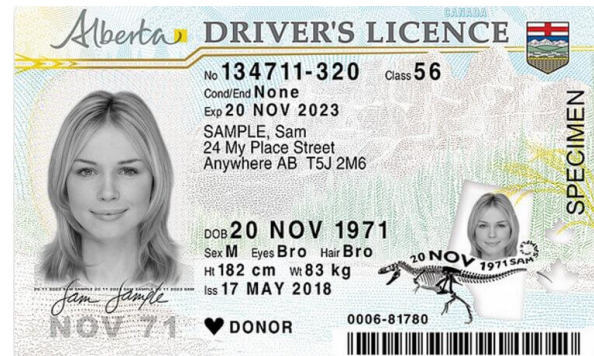 CANADA
Alberta DRIVER'S LICENCE
No 134711-320 Class 56
Cond/End None
Exp 20 NOV 2023
SAMPLE, Sam
24 My Place Street
Anywhere AB T5J 2M6
SPECIMEN
DOB 20 NOV 1971
Sex M Eyes Bro Hair Bro
Ht 182 cm Wt 83 kg
Iss 17 MAY 2018
20 NOV 1971 SAM
Sam Sample
NOV 71
DONOR
0006-81780